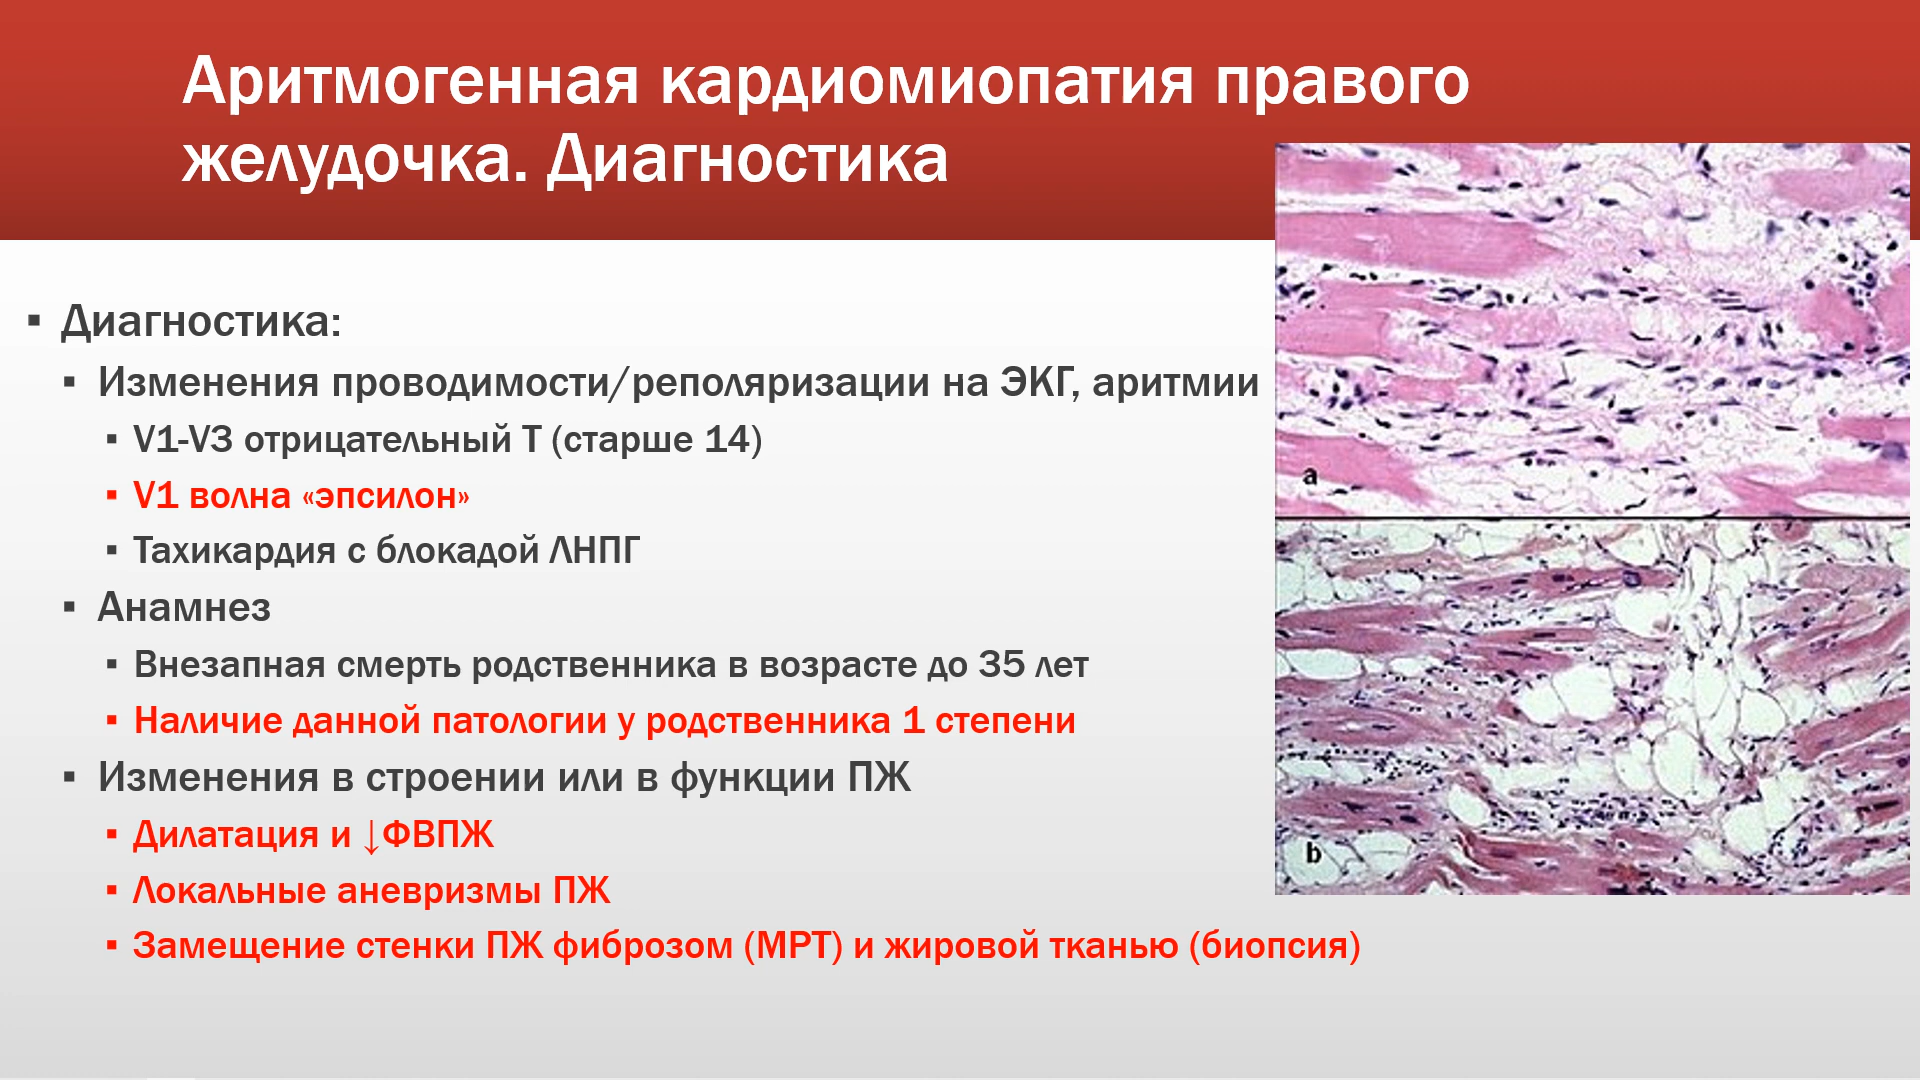 Аритмогенная кардиомиопатия правого
желудочка. Диагностика
▪ Диагностика:
▪ Изменения проводимости/реполяризации на ЭКГ, аритмии
▪ V1-V3 отрицательный Т (старше 14)
▪ V1 волна «эпсилон»
▪ Тахикардия с блокадой ЛНПГ
▪ Анамнез
▪ Внезапная смерть родственника в возрасте до 35 лет
▪ Наличие данной патологии у родственника 1 степени
▪ Изменения в строении или в функции ПЖ
▪ Дилатация и ↓ФВПЖ
▪ Локальные аневризмы ПЖ
▪ Замещение стенки ПЖ фиброзом (МРТ) и жировой тканью (биопсия)
a
b